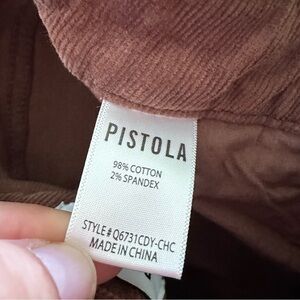 PISTOLA
98% COTTON
2% SPANDEX
STYLE# Q6731CDY-CHC
MADE IN CHINA